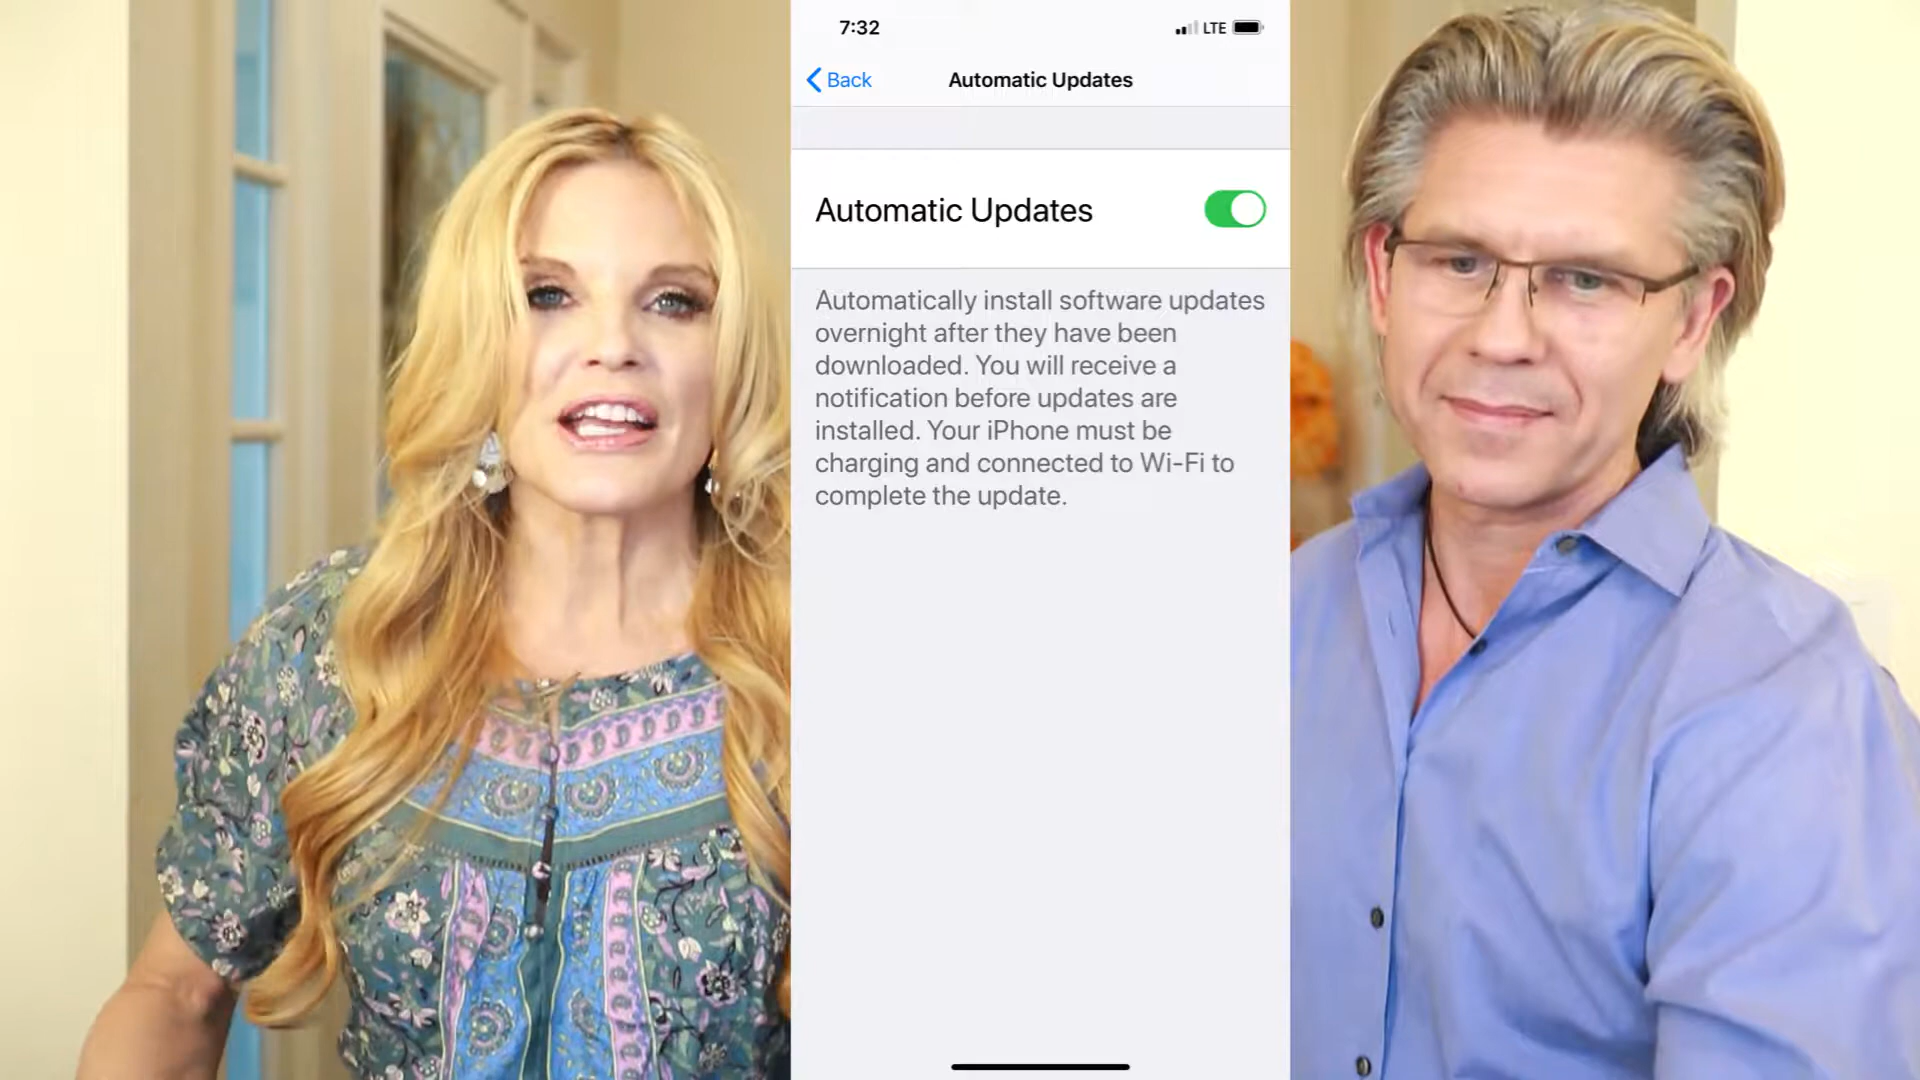 7:32
LTE
Back
Automatic Updates
Automatic Updates
Automatically install software updates
overnight after they have been
downloaded. You will receive a
notification before updates are
installed. Your iPhone must be
charging and connected to Wi-Fi to
complete the update.